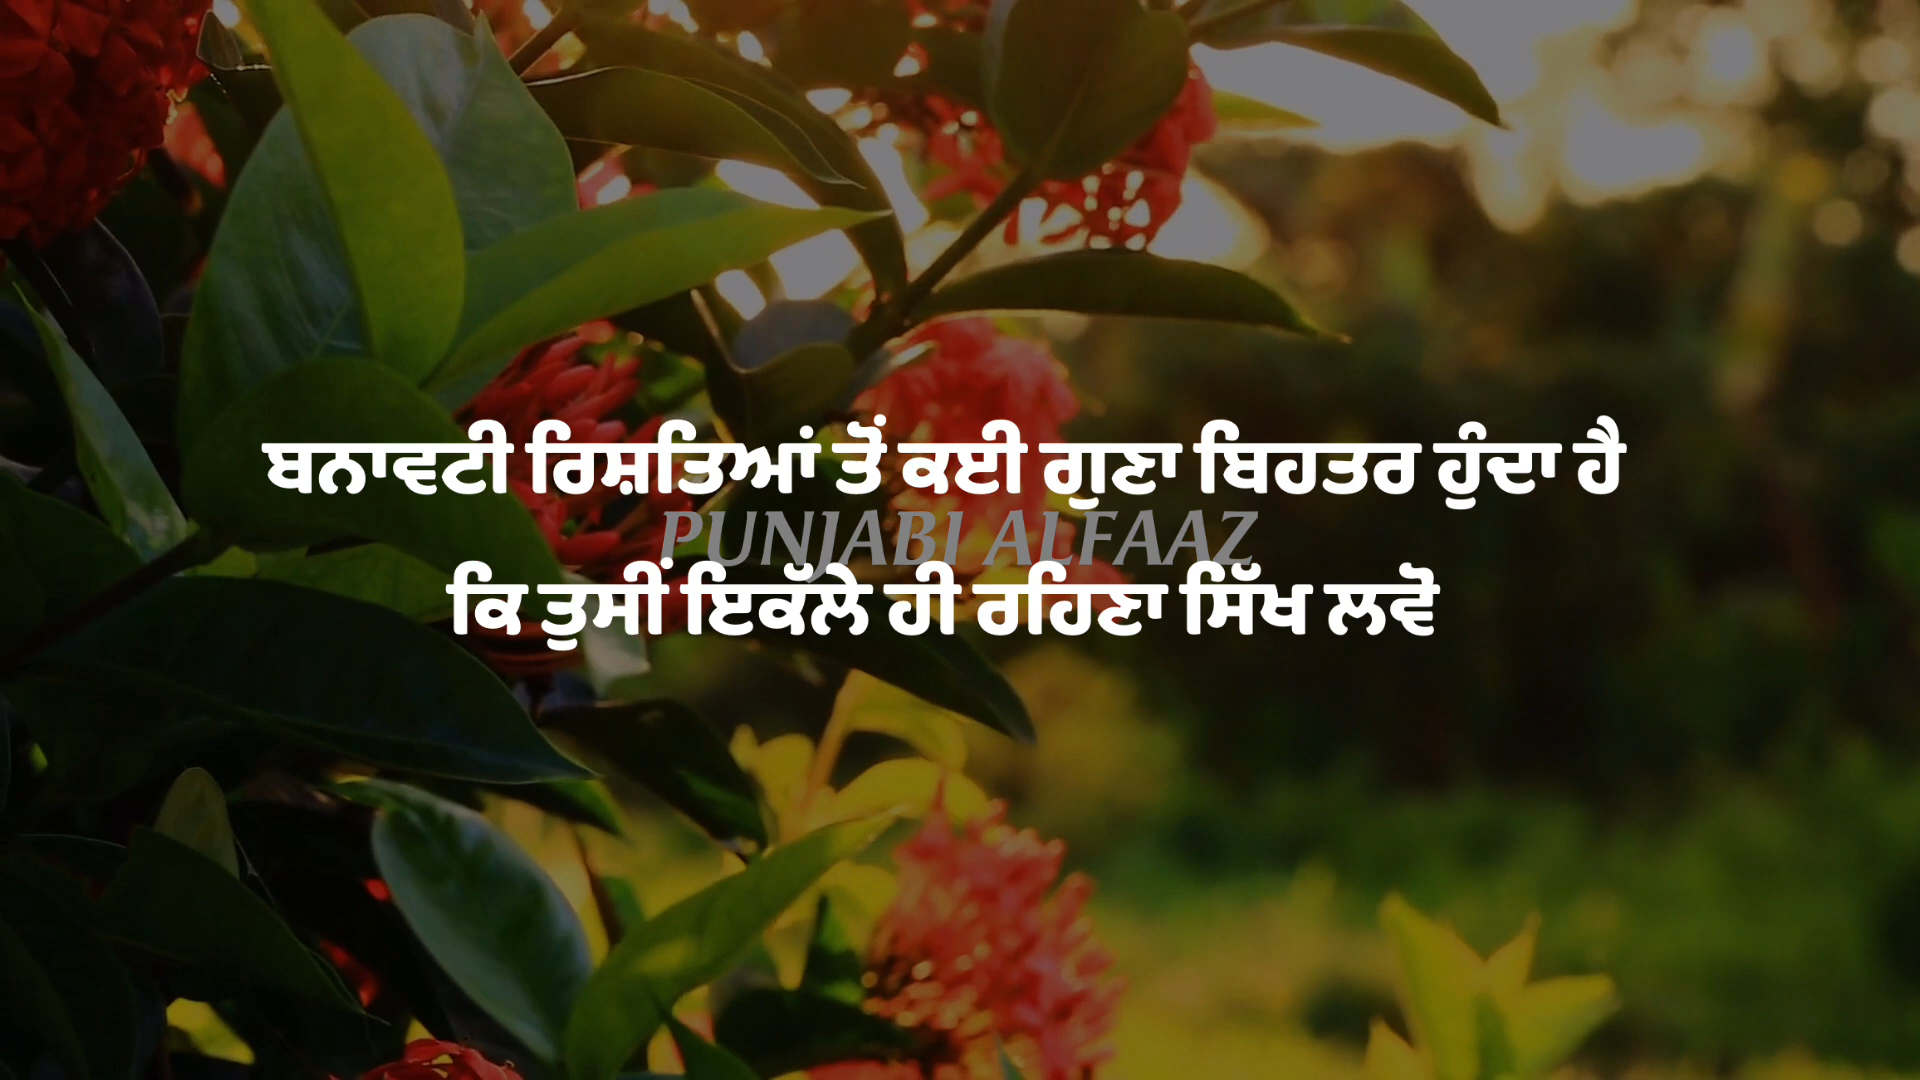 ਬਨਾਵਟੀ ਰਿਸ਼ਤਿਆਂ ਤੋਂ ਕਈ ਗੁਣਾ ਬਿਹਤਰ ਹੁੰਦਾ ਹੈ
PUNJABI ALFAAZ
ਕਿ ਤੁਸੀਂ ਇਕੱਲੇ ਹੀ ਰਹਿਣਾ ਸਿੱਖ ਲਵੋ